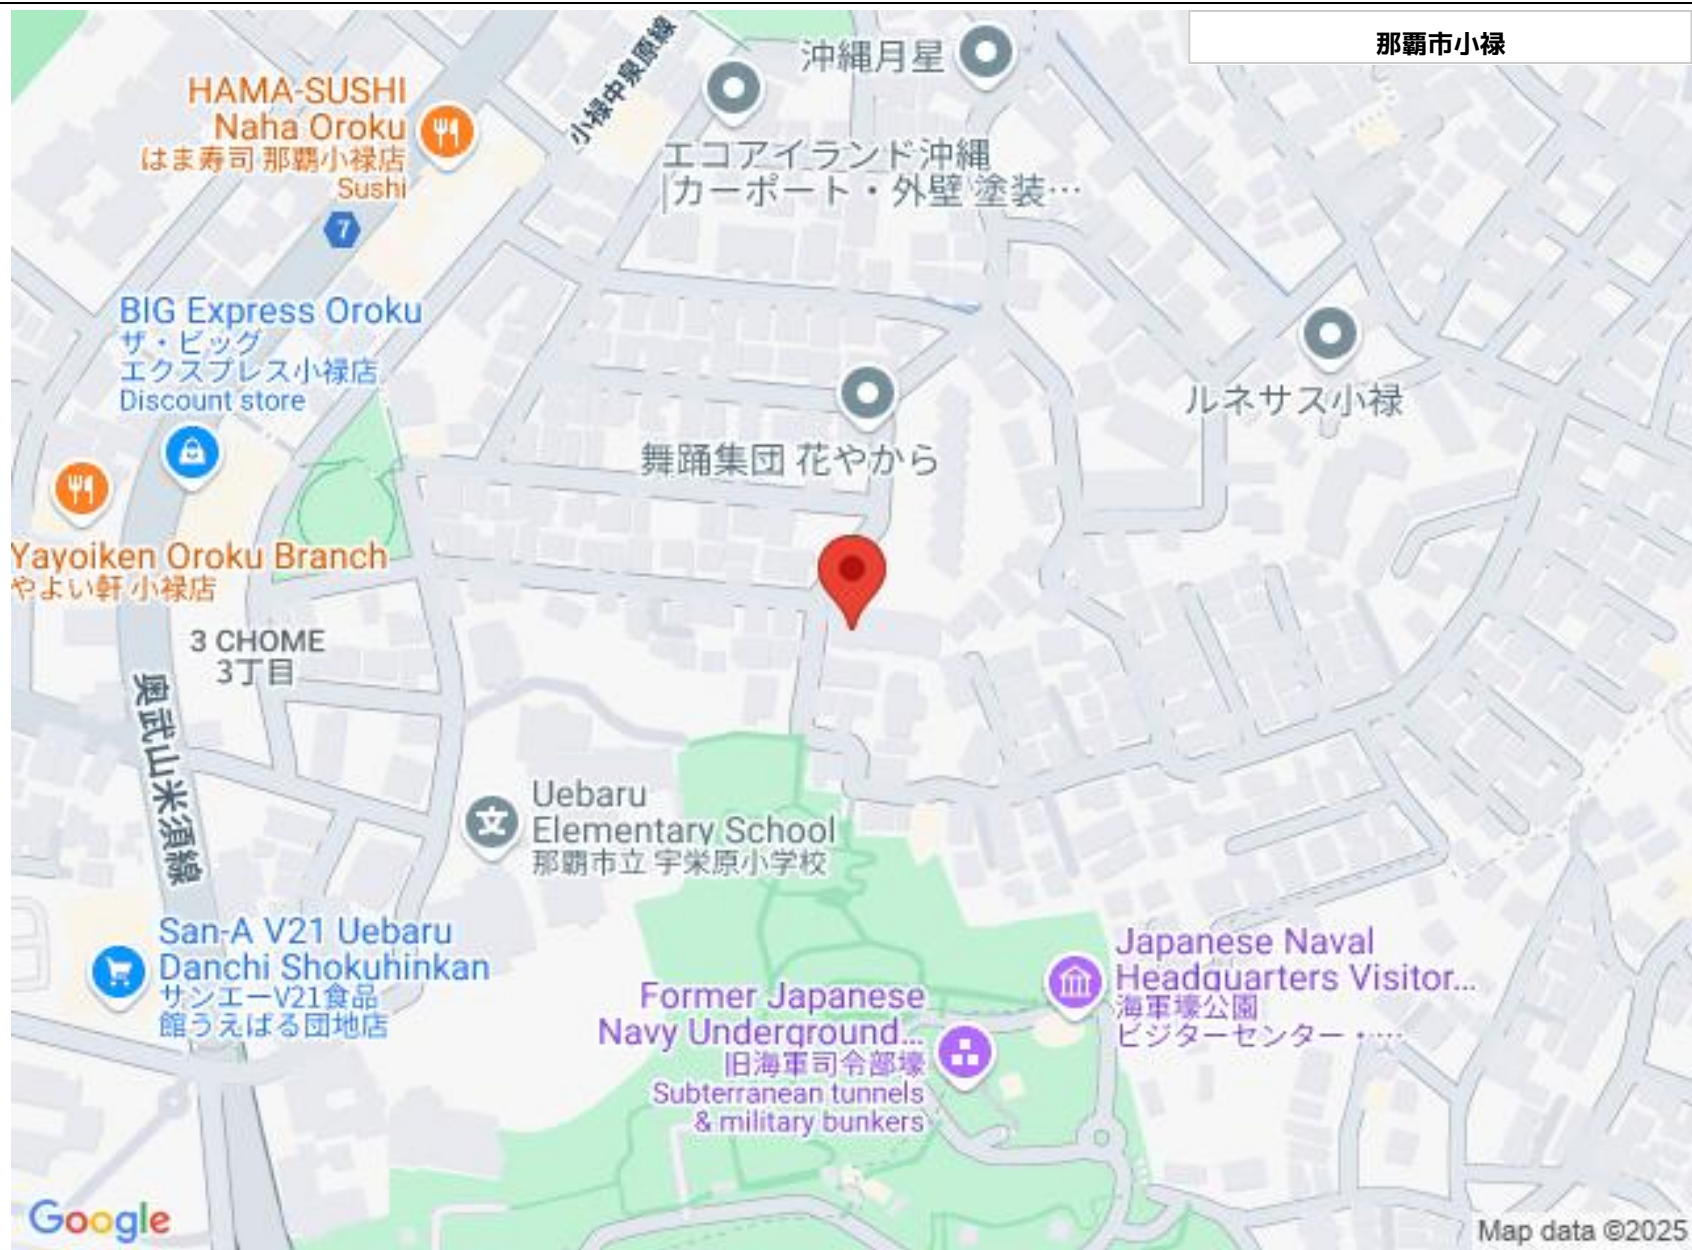 那覇市小禄
沖縄月星
小禄中泉原線
HAMA-SUSHI
Naha Oroku
はま寿司 那覇小禄店
Sushi
エコアイランド沖縄
カーポート・外壁 塗装…
7
BIG Express Oroku
ザ・ビッグ
エクスプレス小禄店
Discount store
ルネサス小禄
舞踊集団 花やから
Yayoiken Oroku Branch
やよい軒 小禄店
3 CHOME
3丁目
奥武山米須線
Uebaru
Elementary School
那覇市立 宇栄原小学校
文
San-A V21 Uebaru
Danchi Shokuhinkan
サンエーV21食品
館うえばる団地店
Japanese Naval
Headquarters Visitor...
海軍壕公園
ビジターセンター・…
Former Japanese
Navy Underground...
旧海軍司令部壕
Subterranean tunnels
& military bunkers
Google
Map data ©2025